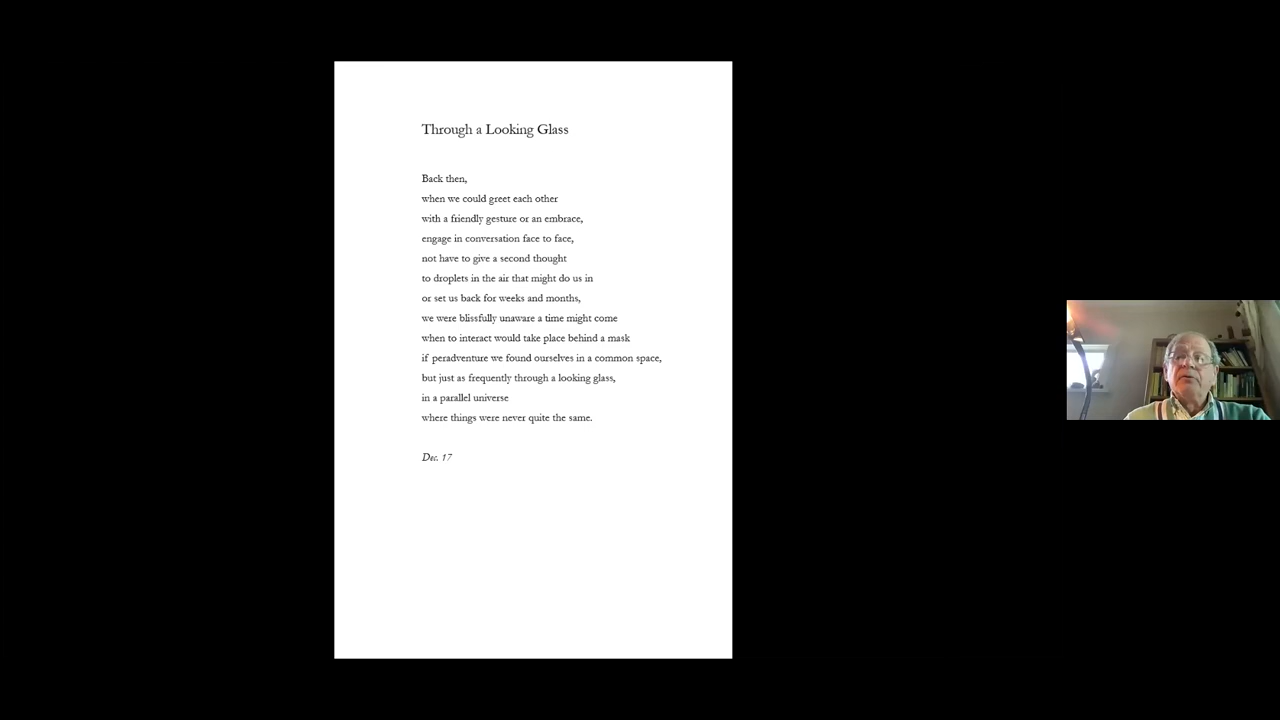 Through a Looking Glass
Back then,
when we could greet each other
with a friendly gesture or an embrace,
engage in conversation face to face,
not have to give a second thought
to droplets in the air that might do us in
or set us back for weeks and months,
we were blissfully unaware a time might come
when to interact would take place behind a mask
if peradventure we found ourselves in a common space,
but just as frequently through a looking glass,
in a parallel universe
where things were never quite the same.
Dec. 17